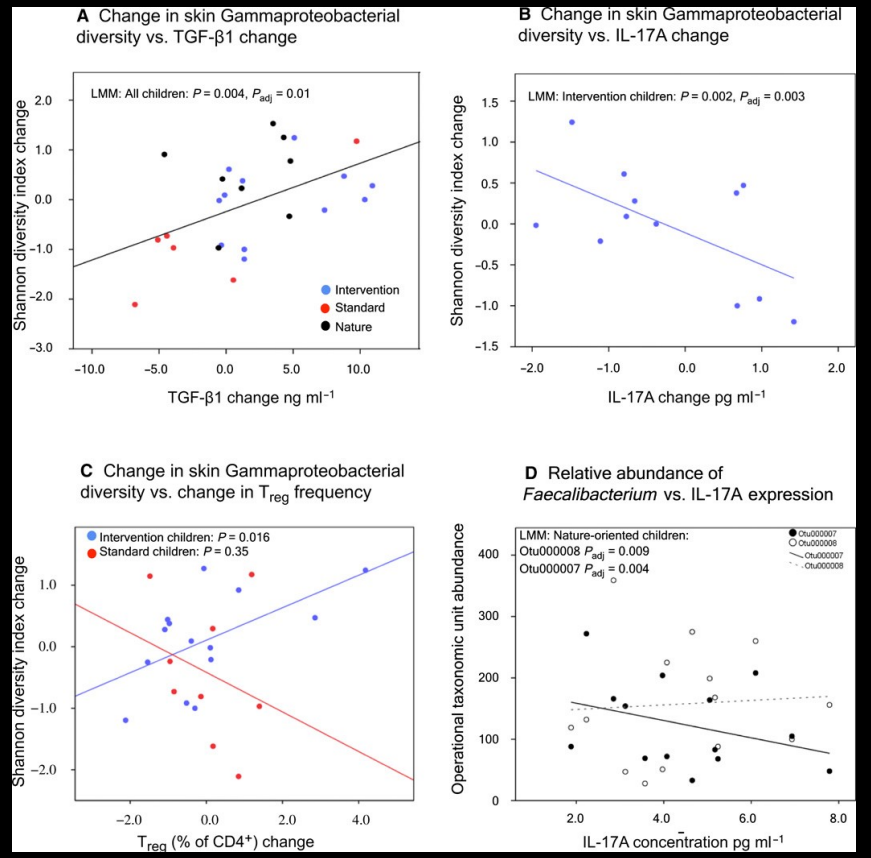 A Change in skin Gammaproteobacterial
diversity vs. TGF-β1 change
LMM: All children: P = 0.004, Padj = 0.01
Shannon diversity index change
2.0
1.0
0.0
−1.0
−2.0
−3.0
Intervention
Standard
Nature
−10.0 −5.0 0.0 5.0 10.0
TGF-β1 change ng ml⁻¹
B Change in skin Gammaproteobacterial
diversity vs. IL-17A change
LMM: Intervention children: P = 0.002, Padj = 0.003
Shannon diversity index change
1.5
1.0
0.5
0.0
−0.5
−1.0
−1.5
−2.0 −1.0 0.0 1.0 2.0
IL-17A change pg ml⁻¹
C Change in skin Gammaproteobacterial
diversity vs. change in Treg frequency
Intervention children: P = 0.016
Standard children: P = 0.35
Shannon diversity index change
1.0
0.0
−1.0
−2.0
−2.0 0.0 2.0 4.0
Treg (% of CD4⁺) change
D Relative abundance of
Faecalibacterium vs. IL-17A expression
LMM: Nature-oriented children:
Otu000008 Padj = 0.009
Otu000007 Padj = 0.004
Otu000007
Otu000008
Otu000007
Otu000008
Operational taxonomic unit abundance
400
300
200
100
0
2.0 4.0 6.0 8.0
IL-17A concentration pg ml⁻¹